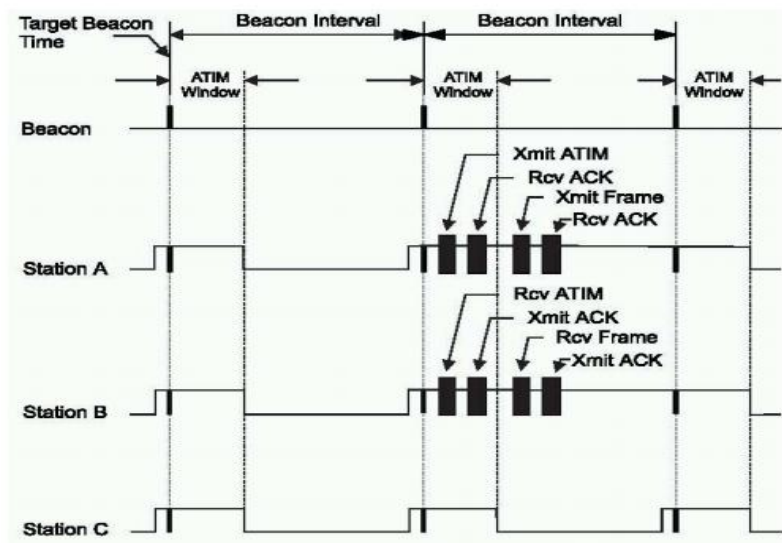 Target Beacon
Time
Beacon Interval
Beacon Interval
ATIM
Window
ATIM
Window
ATIM
Window
Beacon
Xmit ATIM
Rcv ACK
Xmit Frame
Rcv ACK
Station A
Rcv ATIM
Xmit ACK
Rcv Frame
Xmit ACK
Station B
Station C